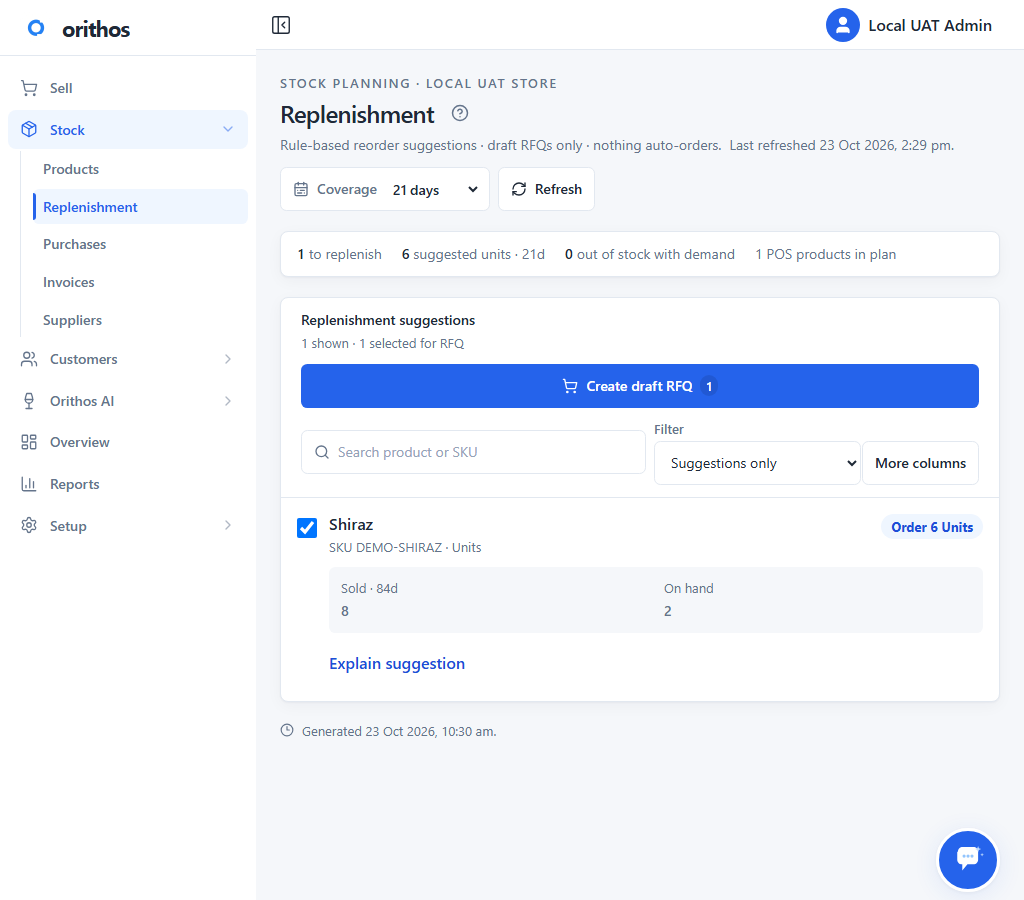 orithos
Local UAT Admin
Sell
Stock
Products
Replenishment
Purchases
Invoices
Suppliers
Customers
Orithos AI
Overview
Reports
Setup
STOCK PLANNING · LOCAL UAT STORE
Replenishment
Rule-based reorder suggestions · draft RFQs only · nothing auto-orders. Last refreshed 23 Oct 2026, 2:29 pm.
Coverage 21 days
Refresh
1 to replenish 6 suggested units · 21d 0 out of stock with demand 1 POS products in plan
Replenishment suggestions
1 shown · 1 selected for RFQ
Create draft RFQ 1
Search product or SKU
Filter
Suggestions only
More columns
Shiraz
Order 6 Units
SKU DEMO-SHIRAZ · Units
Sold · 84d
8
On hand
2
Explain suggestion
Generated 23 Oct 2026, 10:30 am.